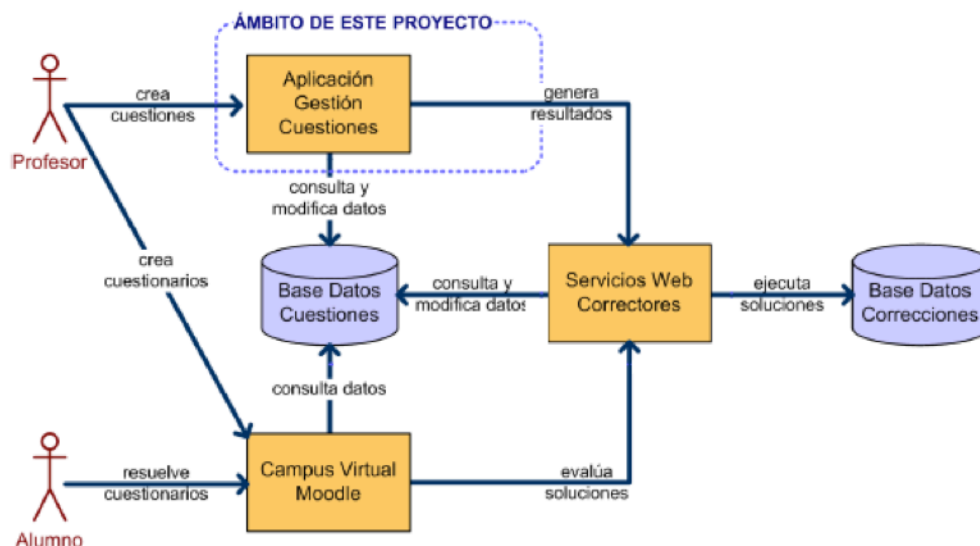 ÁMBITO DE ESTE PROYECTO
Aplicación
Gestión
Cuestiones
crea
cuestiones
genera
resultados
Profesor
consulta y
modifica datos
crea
cuestionarios
Base Datos
Cuestiones
consulta y
modifica datos
Servicios Web
Correctores
ejecuta
soluciones
Base Datos
Correcciones
consulta datos
resuelve
cuestionarios
Campus Virtual
Moodle
evalúa
soluciones
Alumno